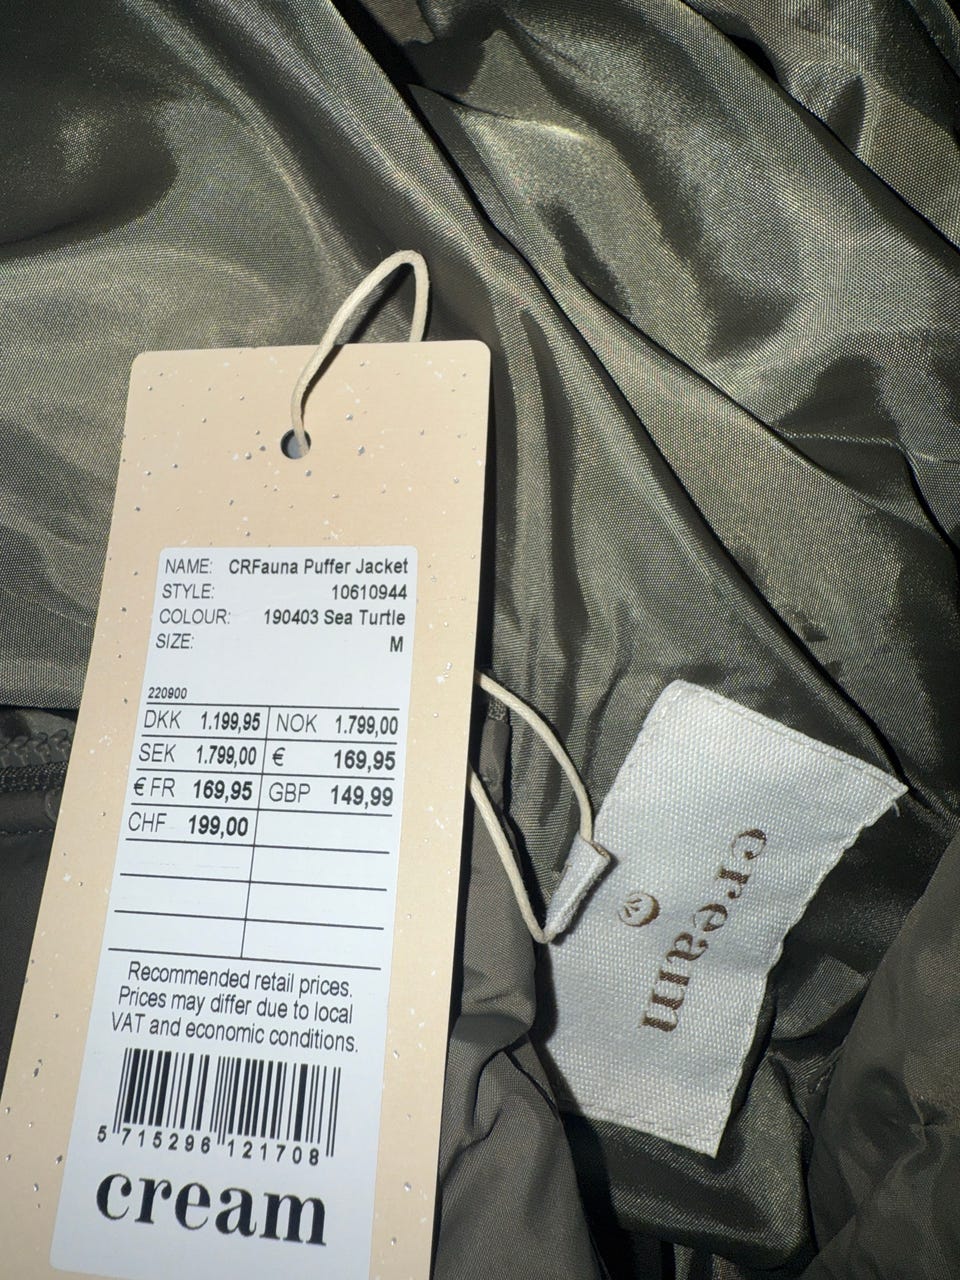 NAME: CRFauna Puffer Jacket
STYLE: 10610944
COLOUR: 190403 Sea Turtle
SIZE: M
220900
DKK 1.199,95 NOK 1.799,00
SEK 1.799,00 € 169,95
€ FR 169,95 GBP 149,99
CHF 199,00
Recommended retail prices.
Prices may differ due to local
VAT and economic conditions.
5 715296 121708
cream
cream